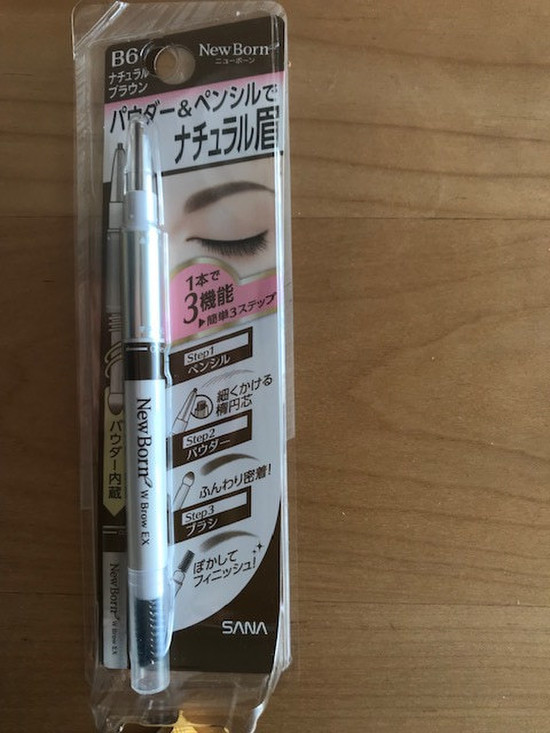 B6
NewBorn
ニューボーン
ナチュラル
ブラウン
パウダー&ペンシルで
ナチュラル眉
1本で
3機能
▶簡単3ステップ
Step1
ペンシル
細くかける
楕円芯
Step2
パウダー
ふんわり密着!
Step3
ブラシ
ぼかして
フィニッシュ!
SANA
パウダー内蔵
NewBorn W Brow EX
NewBorn W Brow EX